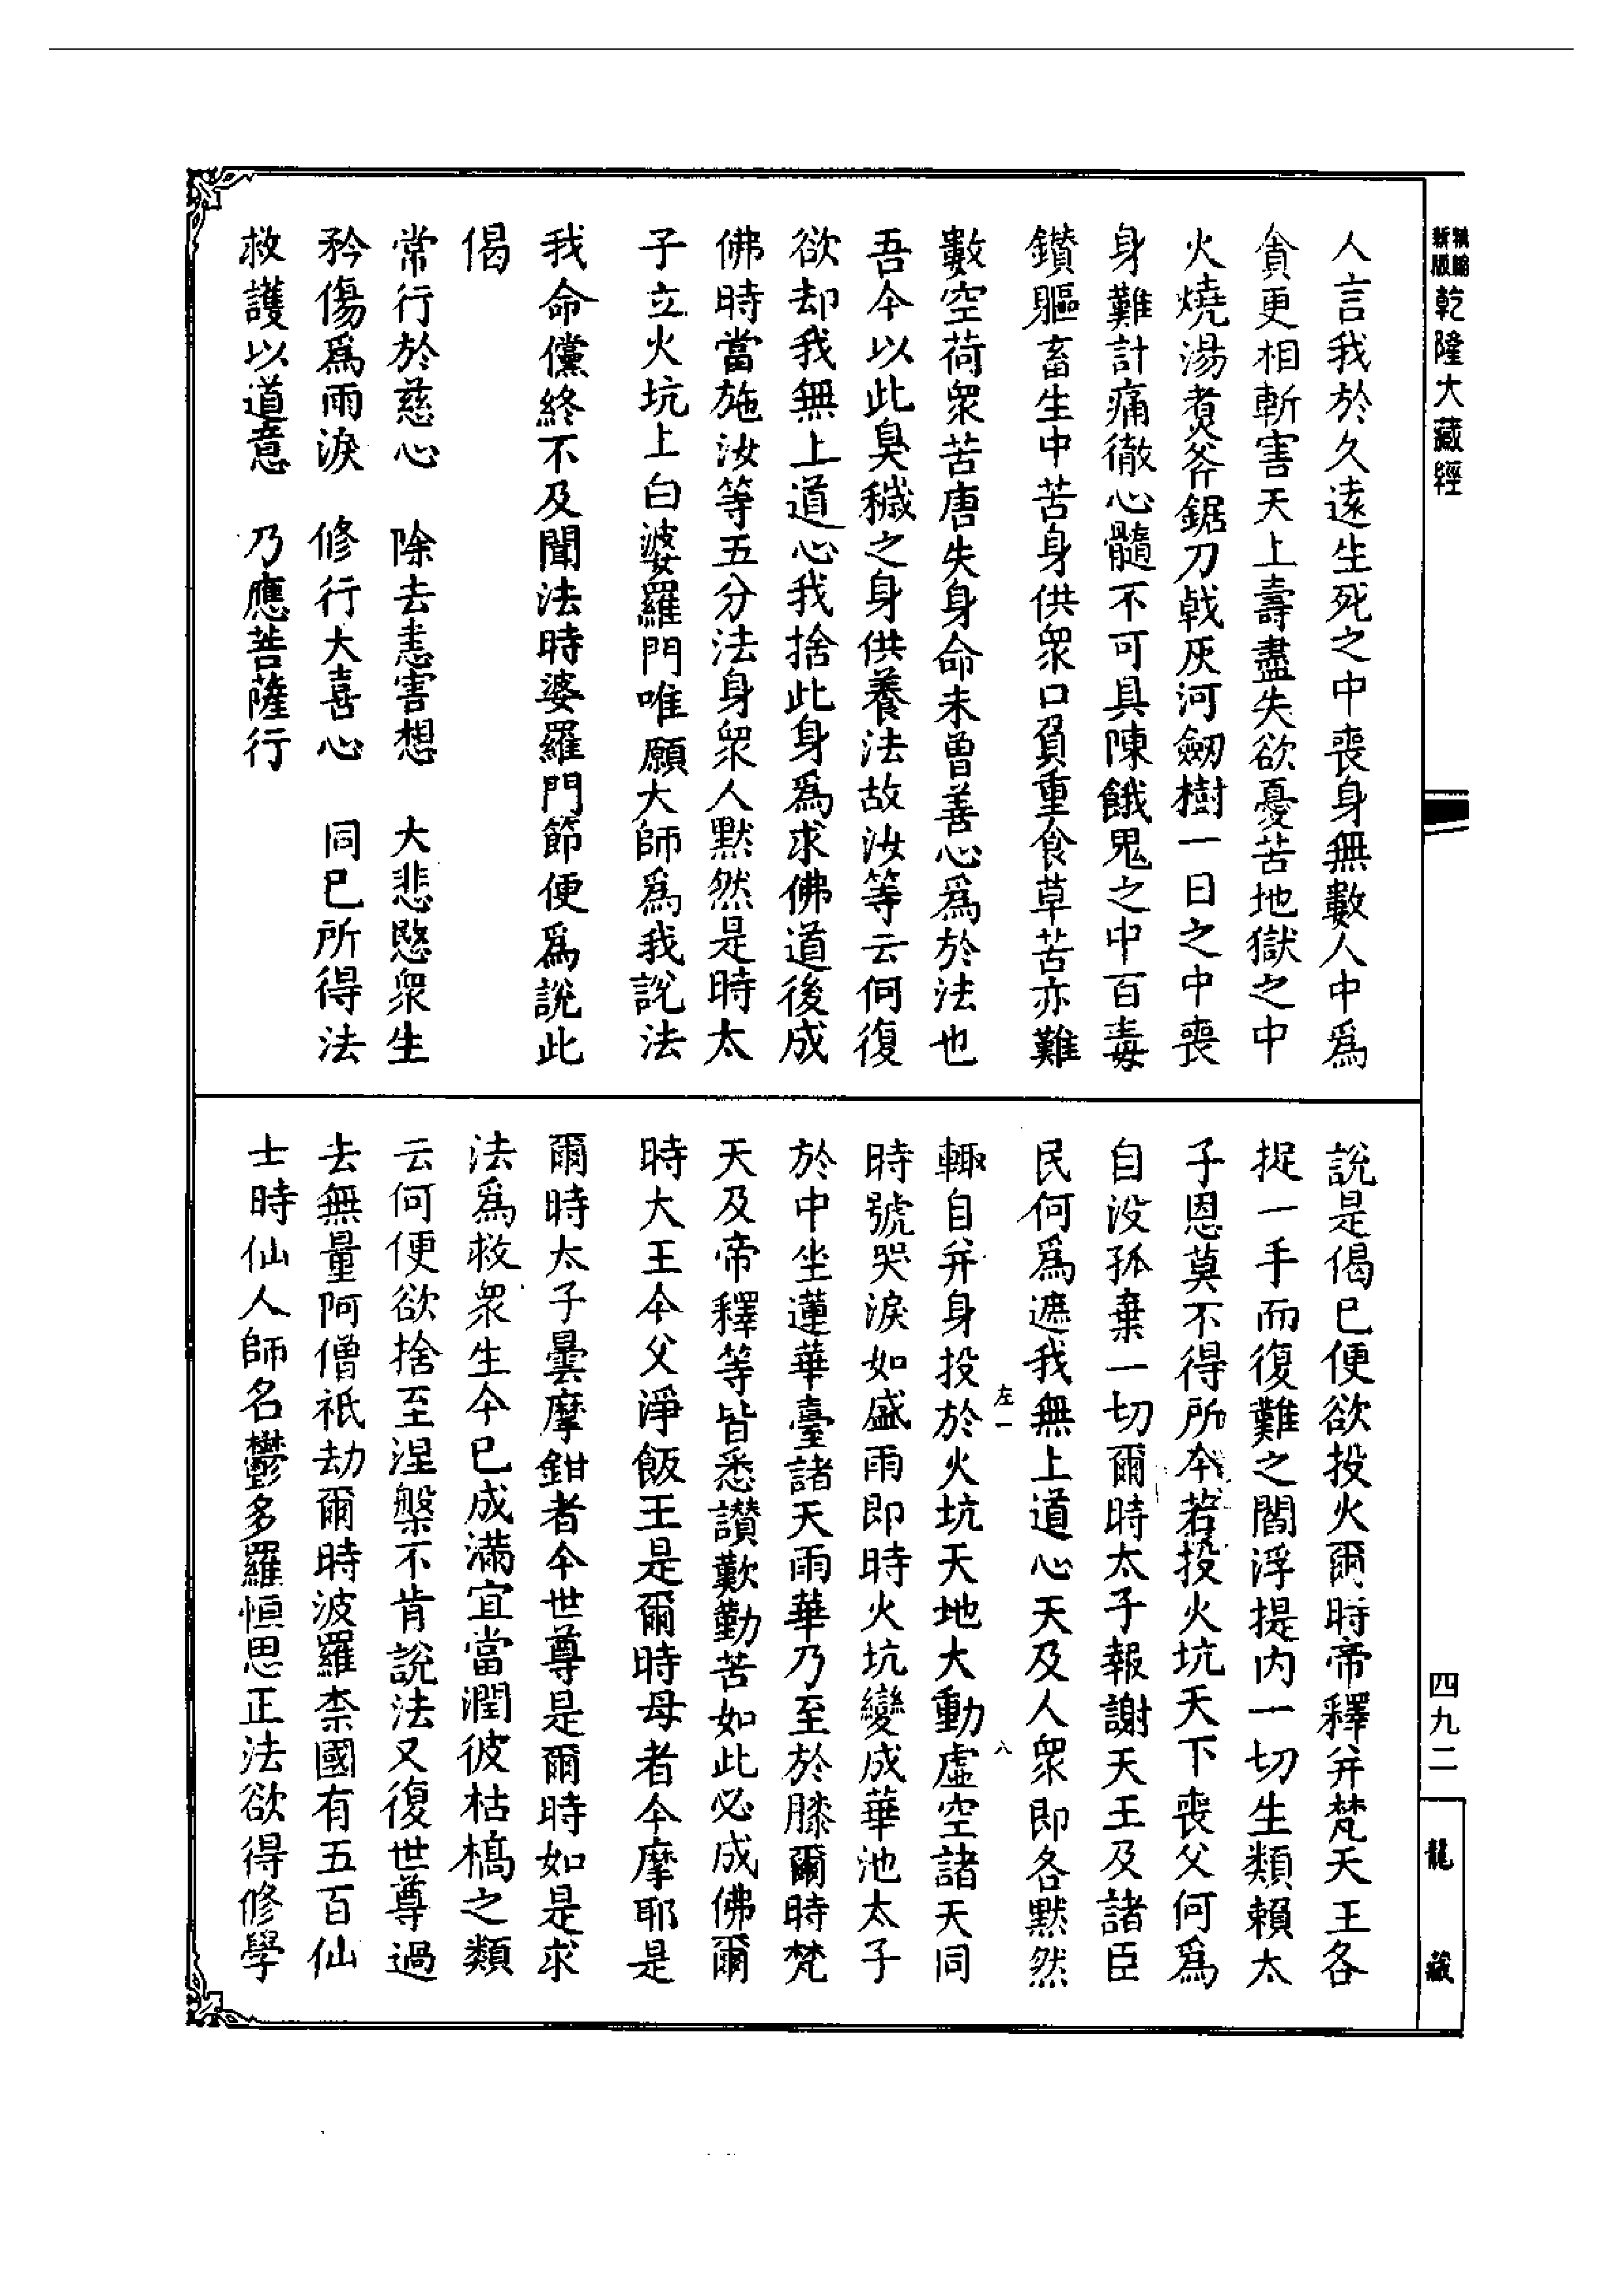 新版
乾隆大藏經
人言我於久遠生死之中喪身無數人中爲
貪更相斬害天上壽盡失欲憂苦地獄之中
火燒湯煑斧鋸刀戟灰河劒樹一日之中喪
身難計痛徹心髓不可具陳餓鬼之中百毒
鑚軀畜生中苦身供衆口負重食草苦亦難
數空荷衆苦唐失身命未曾善心爲於法也
吾今以此臭穢之身供養法故汝等云何復
欲却我無上道心我捨此身爲求佛道後成
佛時當施汝等五分法身衆人默然是時太
子立火坑上白婆羅門唯願大師爲我說法
我命儻終不及聞法時婆羅門節便爲說此
偈
常行於慈心　除去恚害想　大悲愍衆生
矜傷爲雨淚　修行大喜心　同已所得法
救護以道意　乃應菩薩行
說是偈已便欲投火爾時帝釋并梵天王各
捉一手而復難之閻浮提内一切生類賴太
子恩莫不得所今若投火坑天下喪父何爲
自没孤棄一切爾時太子報謝天王及諸臣
民何爲遮我無上道心天及人衆即各默然
左一　八
輙自并身投於火坑天地大動虛空諸天同
時號哭淚如盛雨即時火坑變成華池太子
於中坐蓮華臺諸天雨華乃至於膝爾時梵
天及帝釋等皆悉讃歎勤苦如此必成佛爾
時大王今父淨飯王是爾時母者今摩耶是
爾時太子曇摩鉗者今世尊是爾時如是求
法爲救衆生今已成滿宜當潤彼枯槁之類
云何便欲捨至涅槃不肯說法又復世尊過
去無量阿僧祇劫爾時波羅柰國有五百仙
士時仙人師名鬱多羅恒思正法欲得修學
四九二
龍藏